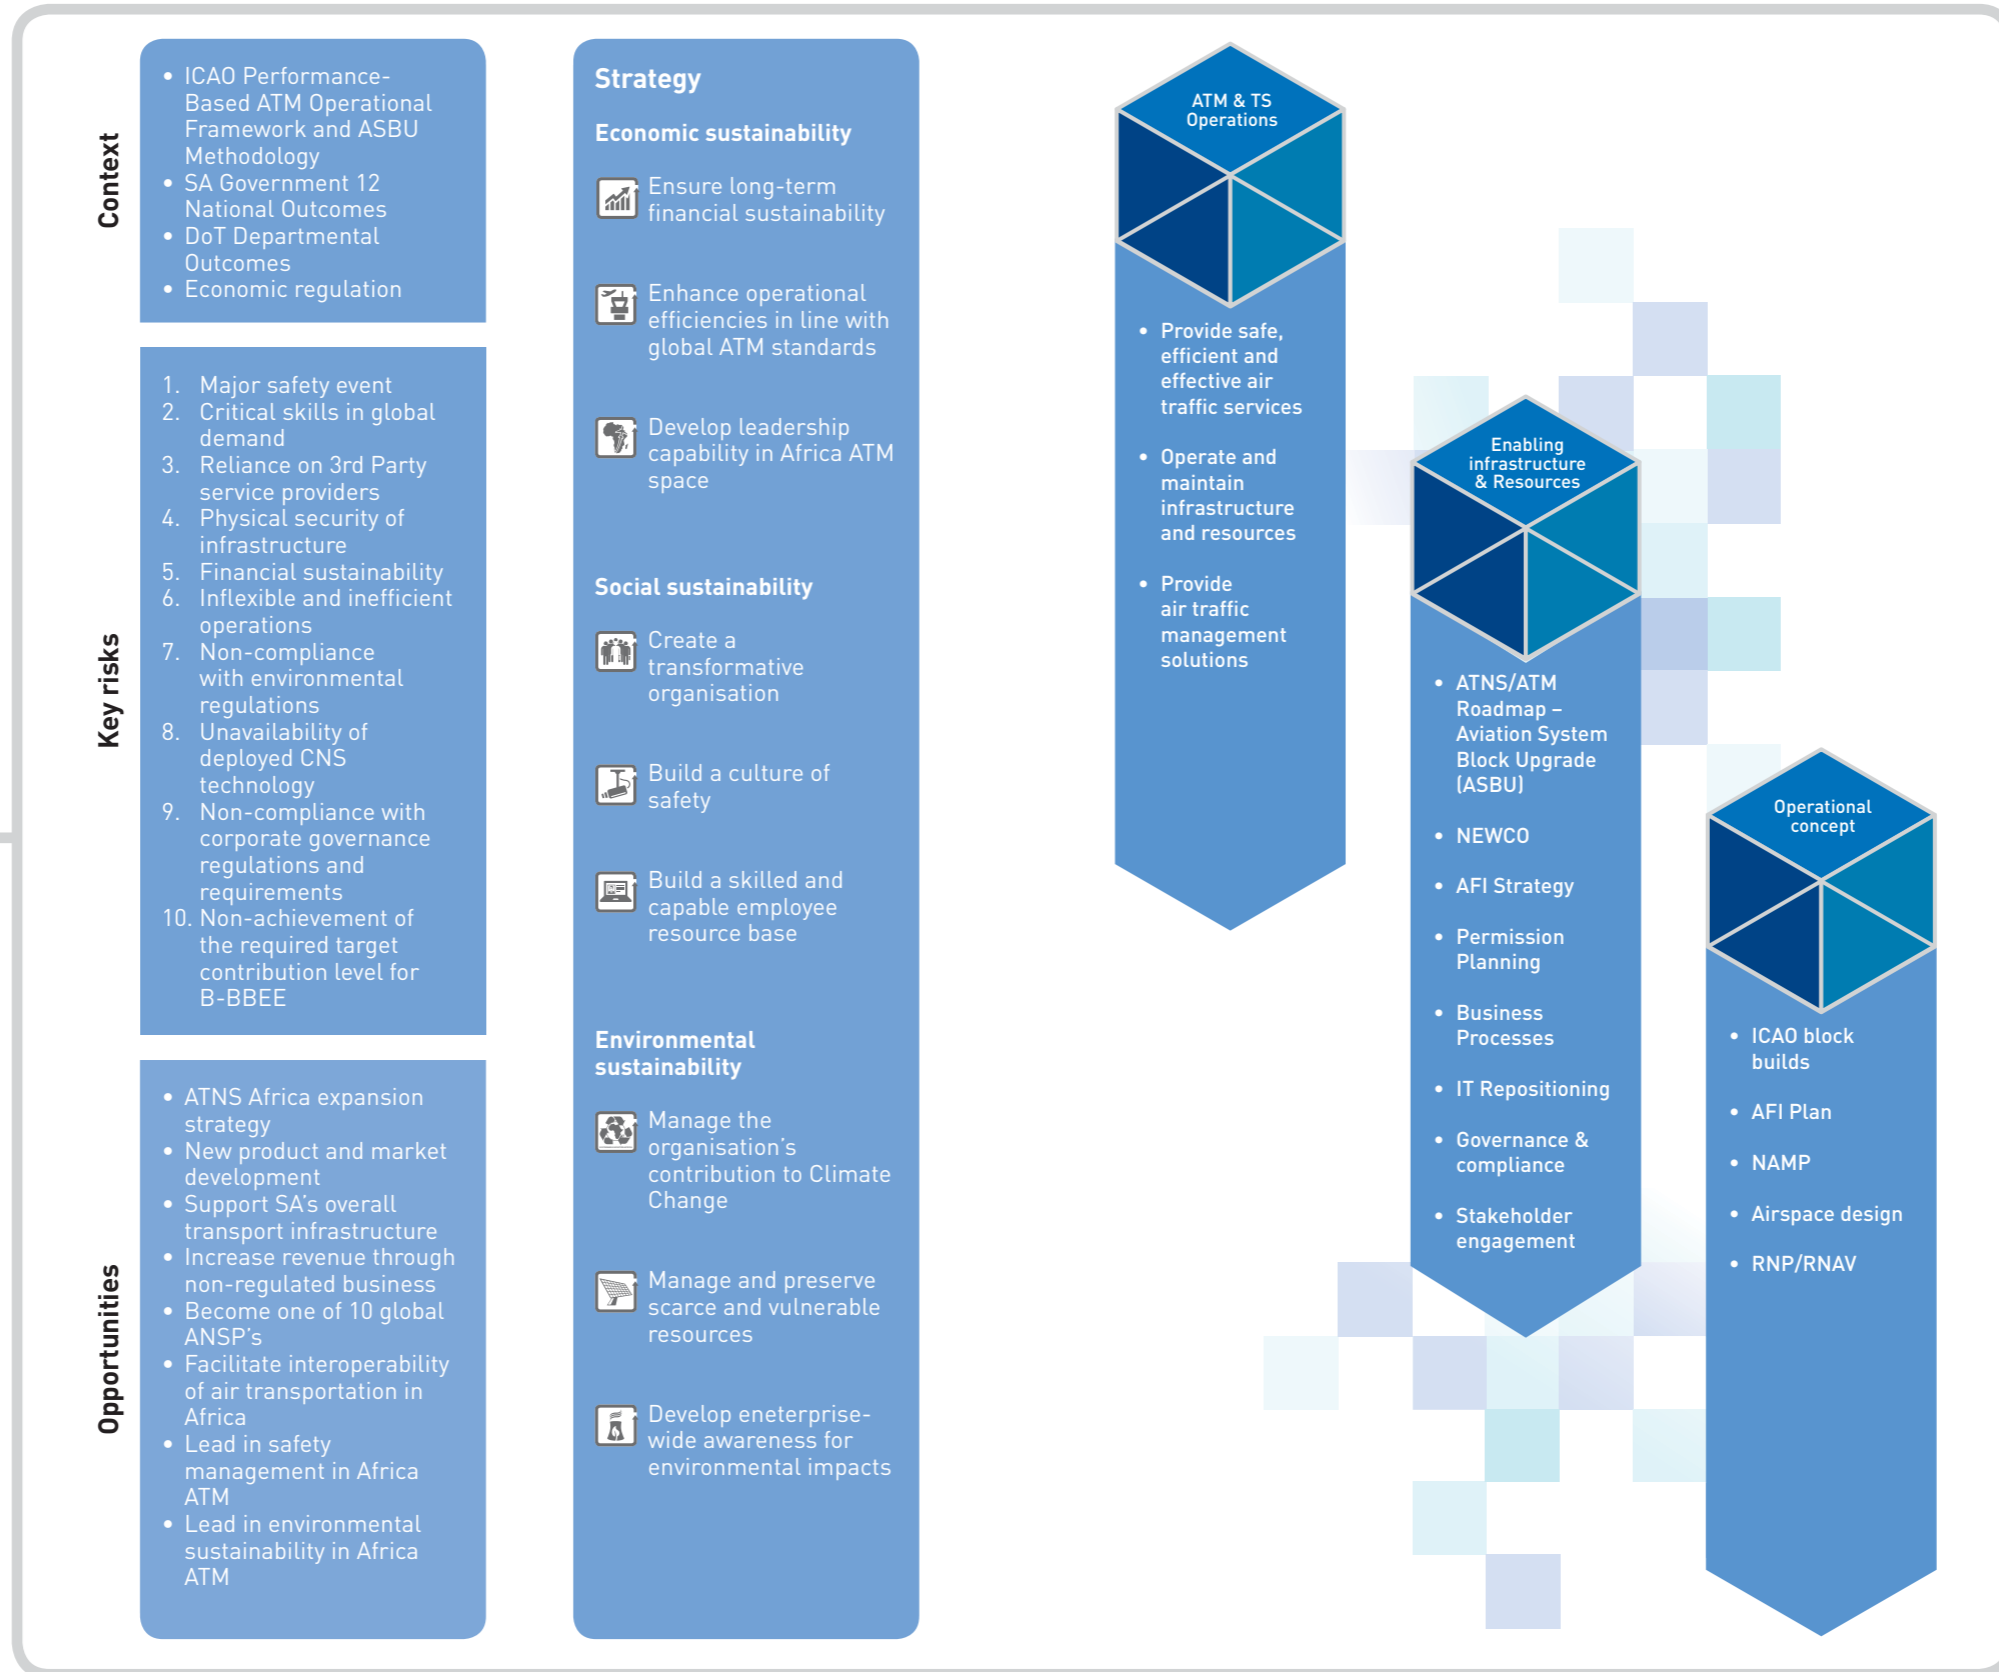 Context
• ICAO Performance-
Based ATM Operational
Framework and ASBU
Methodology
• SA Government 12
National Outcomes
• DoT Departmental
Outcomes
• Economic regulation
Key risks
1. Major safety event
2. Critical skills in global
demand
3. Reliance on 3rd Party
service providers
4. Physical security of
infrastructure
5. Financial sustainability
6. Inflexible and inefficient
operations
7. Non-compliance
with environmental
regulations
8. Unavailability of
deployed CNS
technology
9. Non-compliance with
corporate governance
regulations and
requirements
10. Non-achievement of
the required target
contribution level for
B-BBEE
Opportunities
• ATNS Africa expansion
strategy
• New product and market
development
• Support SA's overall
transport infrastructure
• Increase revenue through
non-regulated business
• Become one of 10 global
ANSP's
• Facilitate interoperability
of air transportation in
Africa
• Lead in safety
management in Africa
ATM
• Lead in environmental
sustainability in Africa
ATM
Strategy
Economic sustainability
Ensure long-term
financial sustainability
Enhance operational
efficiencies in line with
global ATM standards
Develop leadership
capability in Africa ATM
space
Social sustainability
Create a
transformative
organisation
Build a culture of
safety
Build a skilled and
capable employee
resource base
Environmental
sustainability
Manage the
organisation's
contribution to Climate
Change
Manage and preserve
scarce and vulnerable
resources
Develop eneterprise-
wide awareness for
environmental impacts
ATM & TS
Operations
• Provide safe,
efficient and
effective air
traffic services
• Operate and
maintain
infrastructure
and resources
• Provide
air traffic
management
solutions
Enabling
infrastructure
& Resources
• ATNS/ATM
Roadmap –
Aviation System
Block Upgrade
(ASBU)
• NEWCO
• AFI Strategy
• Permission
Planning
• Business
Processes
• IT Repositioning
• Governance &
compliance
• Stakeholder
engagement
Operational
concept
• ICAO block
builds
• AFI Plan
• NAMP
• Airspace design
• RNP/RNAV